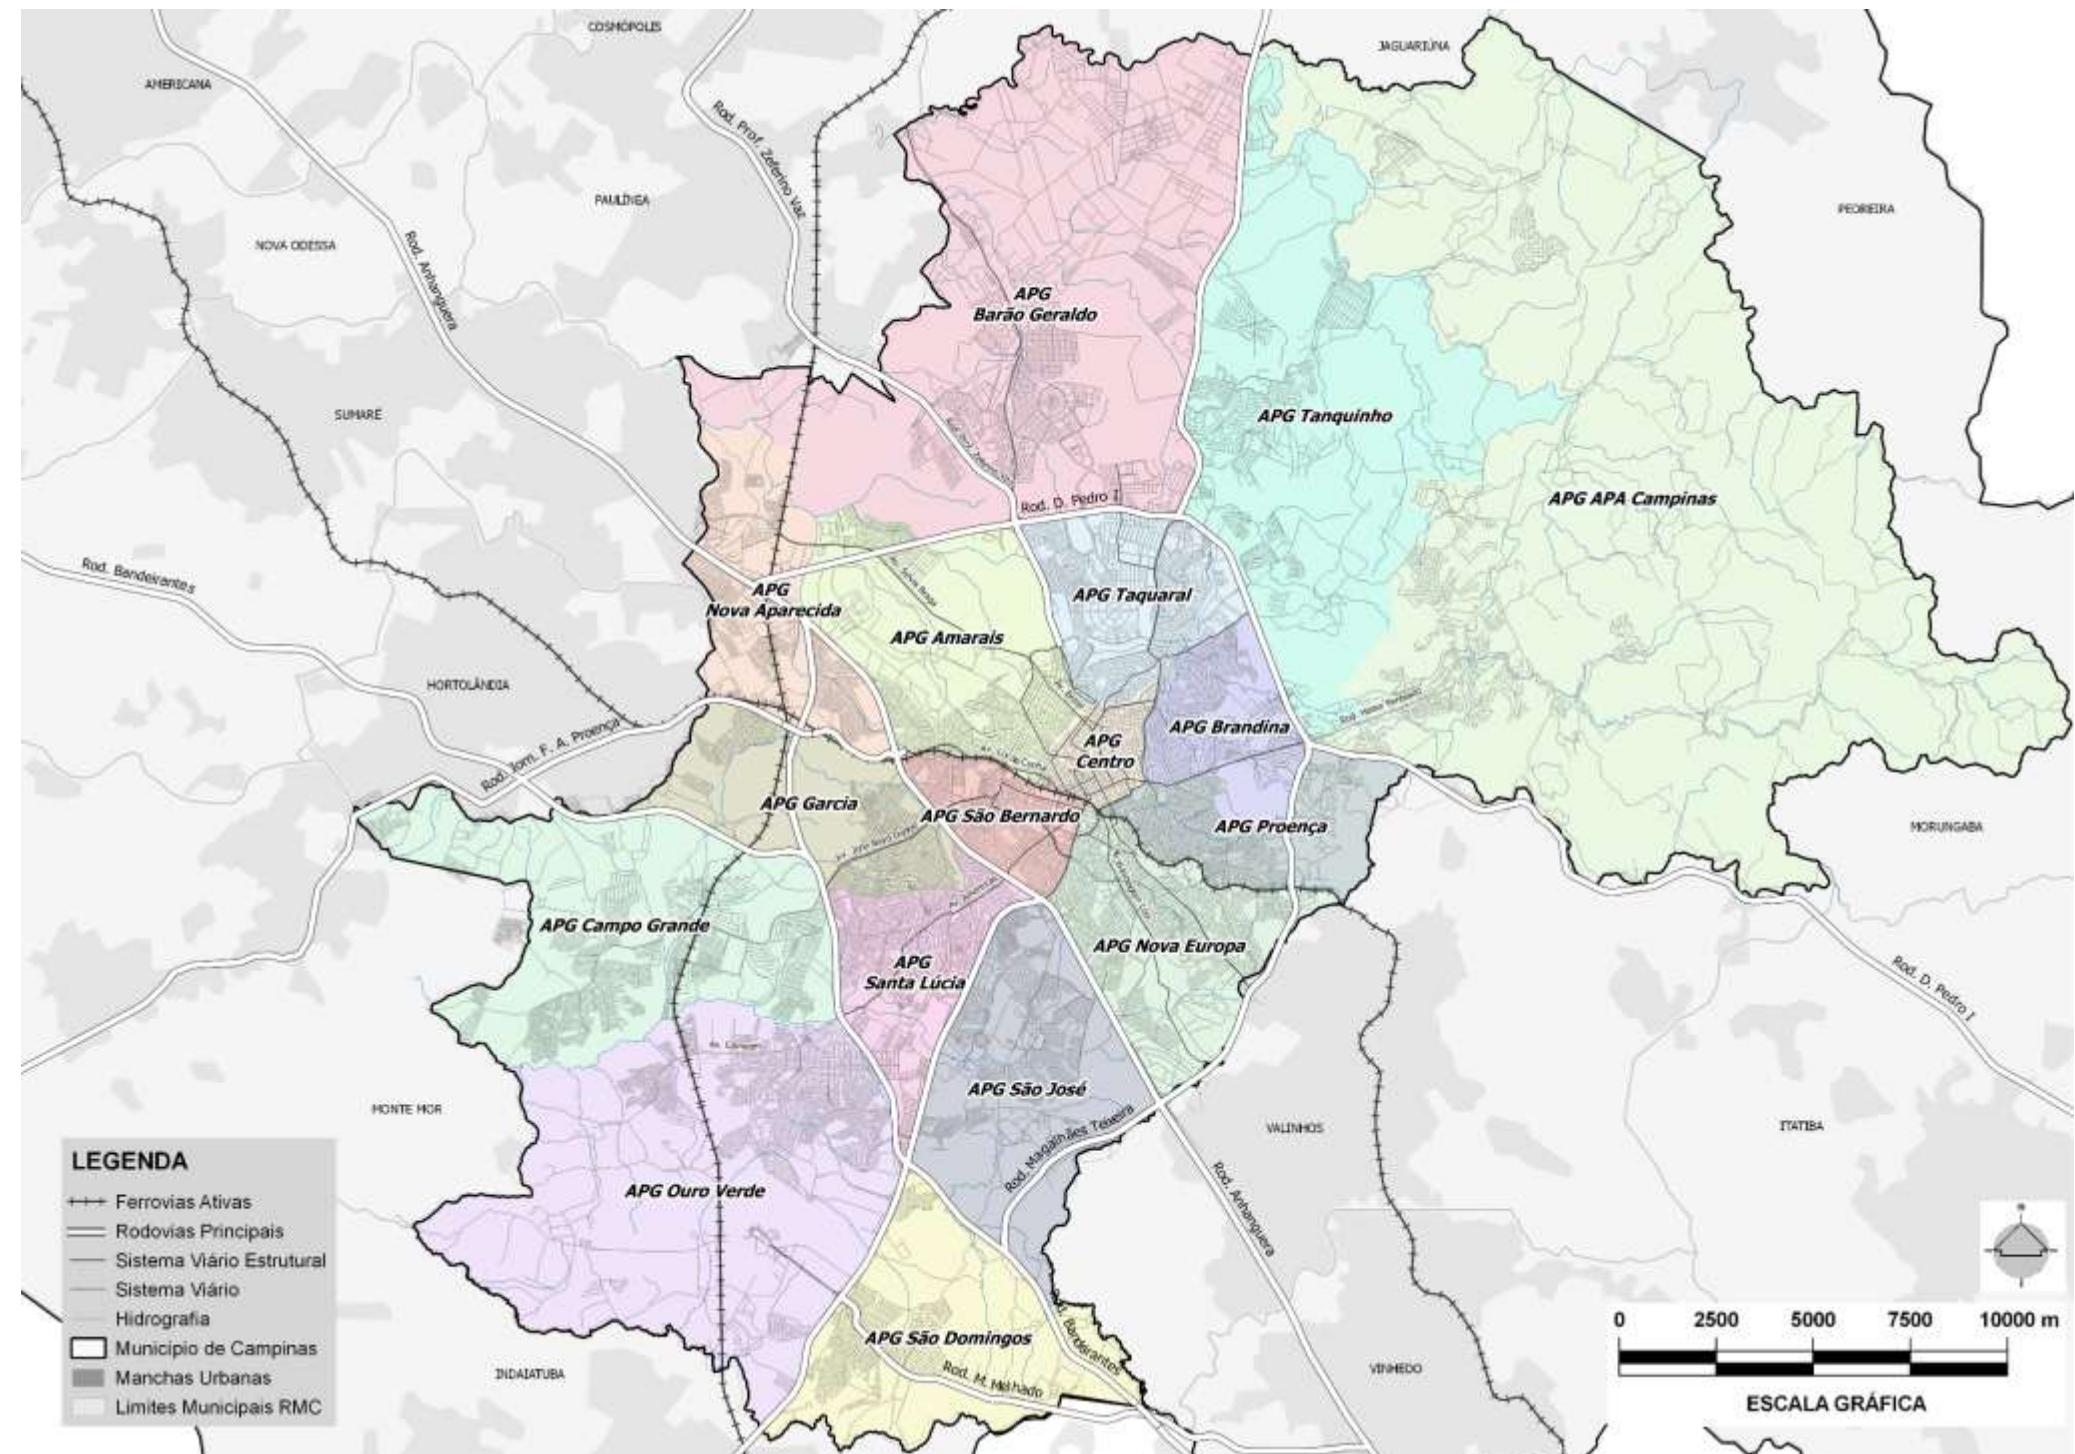 COSMÓPOLIS
JAGUARIÚNA
AMERICANA
Rod. Prof. Zeferino Vaz
PAULÍNGA
PEDREIRA
NOVA ODESSA
Rod. Anhanguera
APG
Barão Geraldo
SUMARÉ
APG Tanquinho
Rod. D. Pedro I
APG APA Campinas
Rod. Bandeirantes
APG
Nova Aparecida
APG Taquaral
APG Amarais
HORTOLÂNDIA
Rod. Jorn. F. A. Proença
APG Brandina
APG
Centro
APG Garcia
APG São Bernardo
APG Proença
MORUNGABA
APG Campo Grande
APG Nova Europa
APG
Santa Lúcia
Rod. D. Pedro I
APG São José
MONTE MOR
Rod. Magalhães Teixeira
VALINHOS
ITATIBA
APG Ouro Verde
Rod. Anhanguera
APG São Domingos
Bandeirantes
Rod. M. Melhado
INDAIATUBA
VINHEDO
LEGENDA
Ferrovias Ativas
Rodovias Principais
Sistema Viário Estrutural
Sistema Viário
Hidrografia
Município de Campinas
Manchas Urbanas
Limites Municipais RMC
0 2500 5000 7500 10000 m
ESCALA GRÁFICA